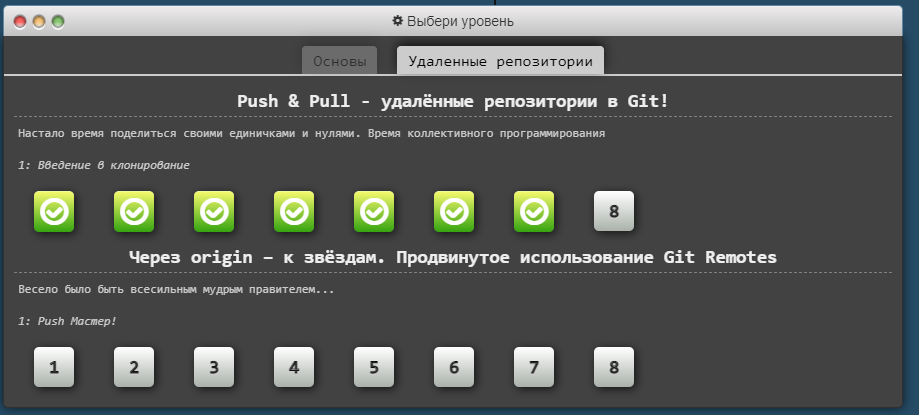 Выбери уровень
Основы Удаленные репозитории
Push & Pull - удалённые репозитории в Git!
Настало время поделиться своими единичками и нулями. Время коллективного программирования
1: Введение в клонирование
8
Через origin – к звёздам. Продвинутое использование Git Remotes
Весело было быть всесильным мудрым правителем...
1: Push Мастер!
1 2 3 4 5 6 7 8